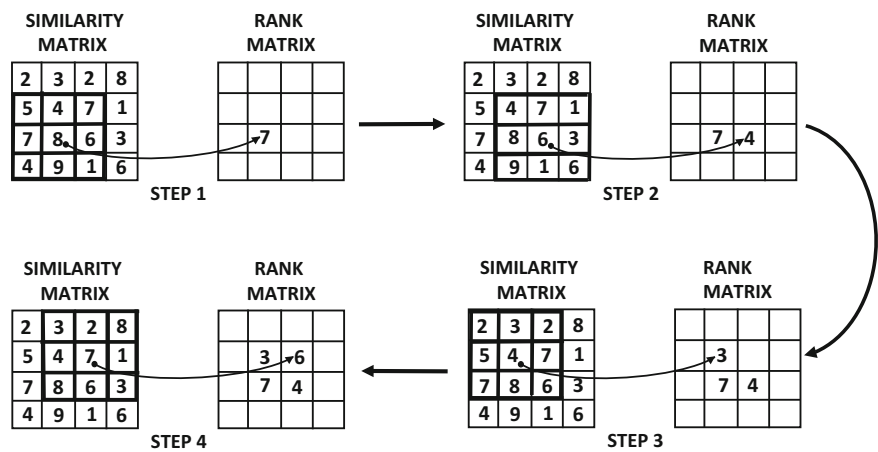 SIMILARITY MATRIX
RANK MATRIX
2 3 2 8
5 4 7 1
7 8 6 3
7
4 9 1 6
STEP 1
SIMILARITY MATRIX
RANK MATRIX
2 3 2 8
5 4 7 1
7 8 6 3
7 4
4 9 1 6
STEP 2
SIMILARITY MATRIX
RANK MATRIX
2 3 2 8
5 4 7 1
3 6
7 8 6 3
7 4
4 9 1 6
STEP 4
SIMILARITY MATRIX
RANK MATRIX
2 3 2 8
5 4 7 1
3
7 8 6 3
7 4
4 9 1 6
STEP 3